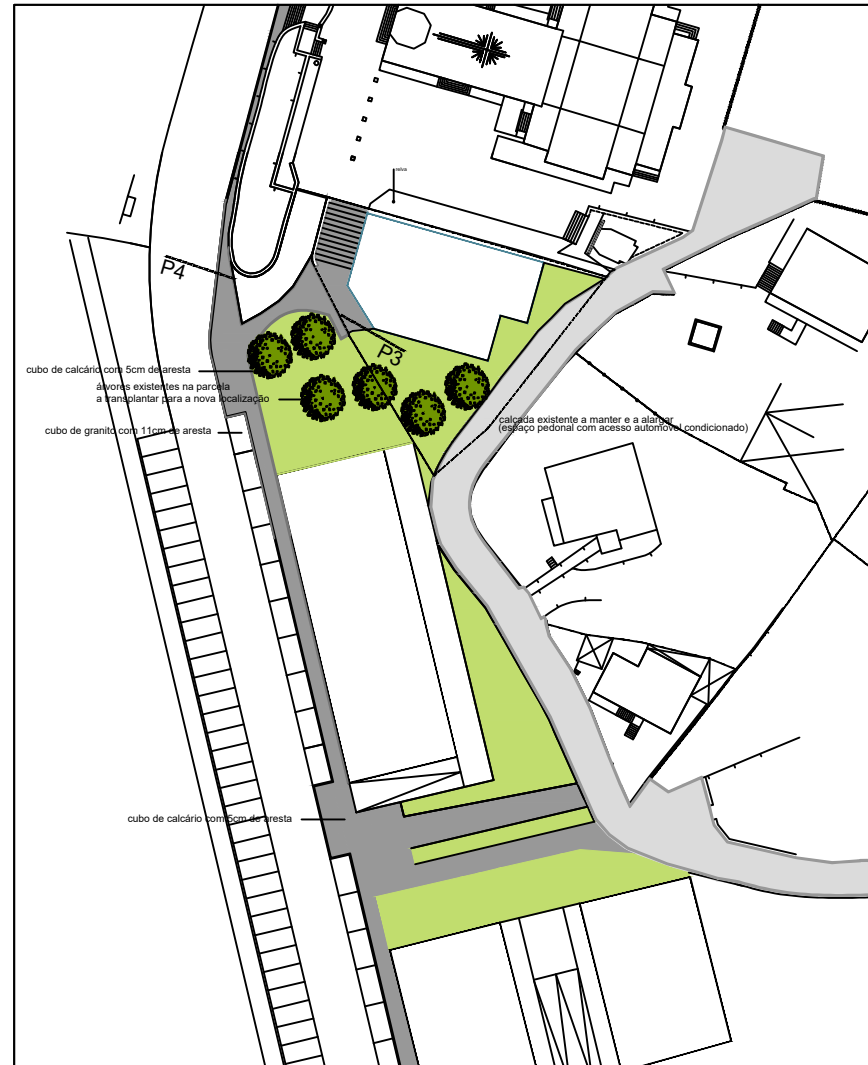 relva
P4
P3
cubo de calcário com 5cm de aresta
árvores existentes na parcela
a transplantar para a nova localização
calçada existente a manter e a alargar
(espaço pedonal com acesso automóvel condicionado)
cubo de granito com 11cm de aresta
cubo de calcário com 5cm de aresta